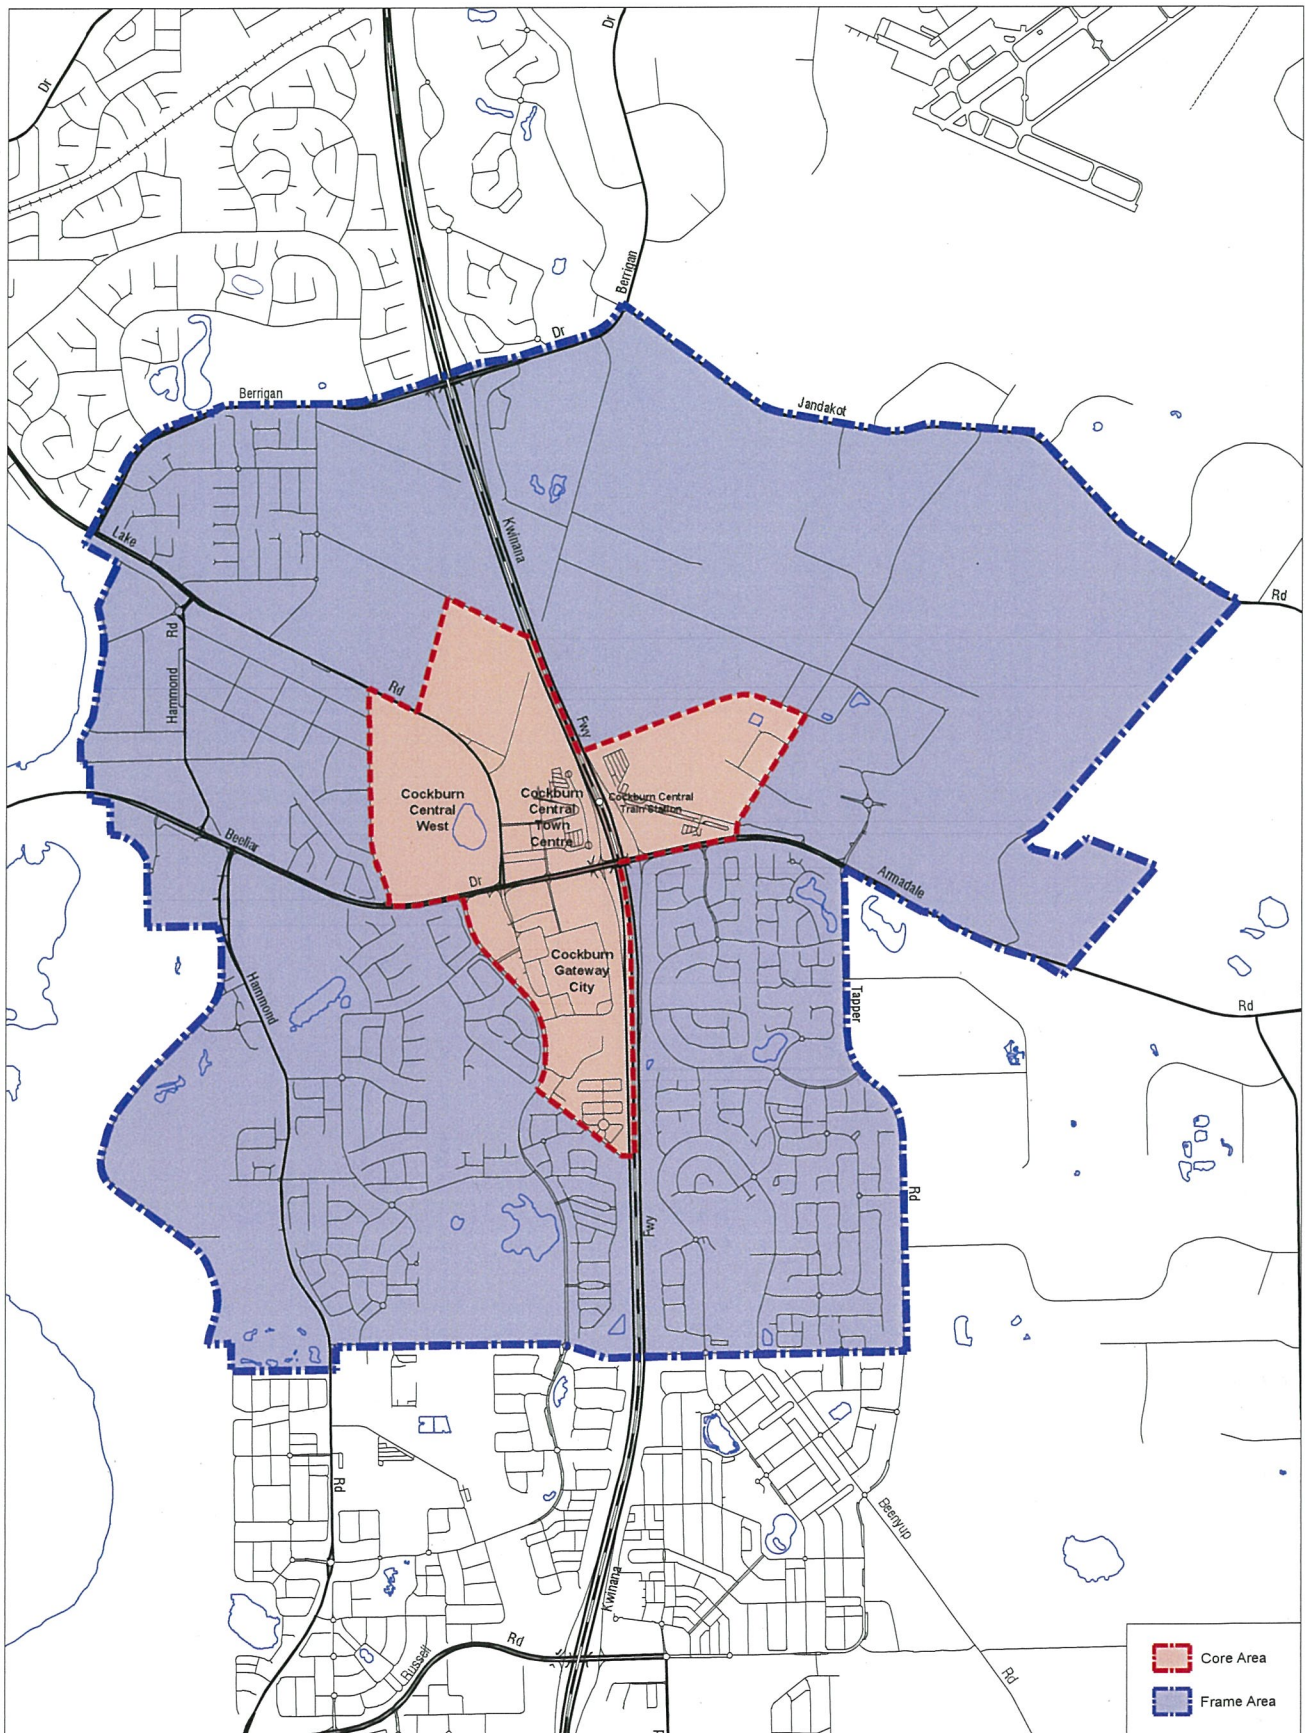 Dr
Dr
Berrigan
Dr
Berrigan
Jandakot
Kwinana
Lake
Rd
Rd
Hammond
Rd
Fwy
Cockburn
Central
West
Cockburn
Central
Town
Centre
Cockburn Central
Train Station
Beeliar
Dr
Armadale
Cockburn
Gateway
City
Hammond
Tapper
Rd
Rd
Fwy
Rd
Beenyup
Kwinana
Russell
Rd
Rd
Core Area
Frame Area